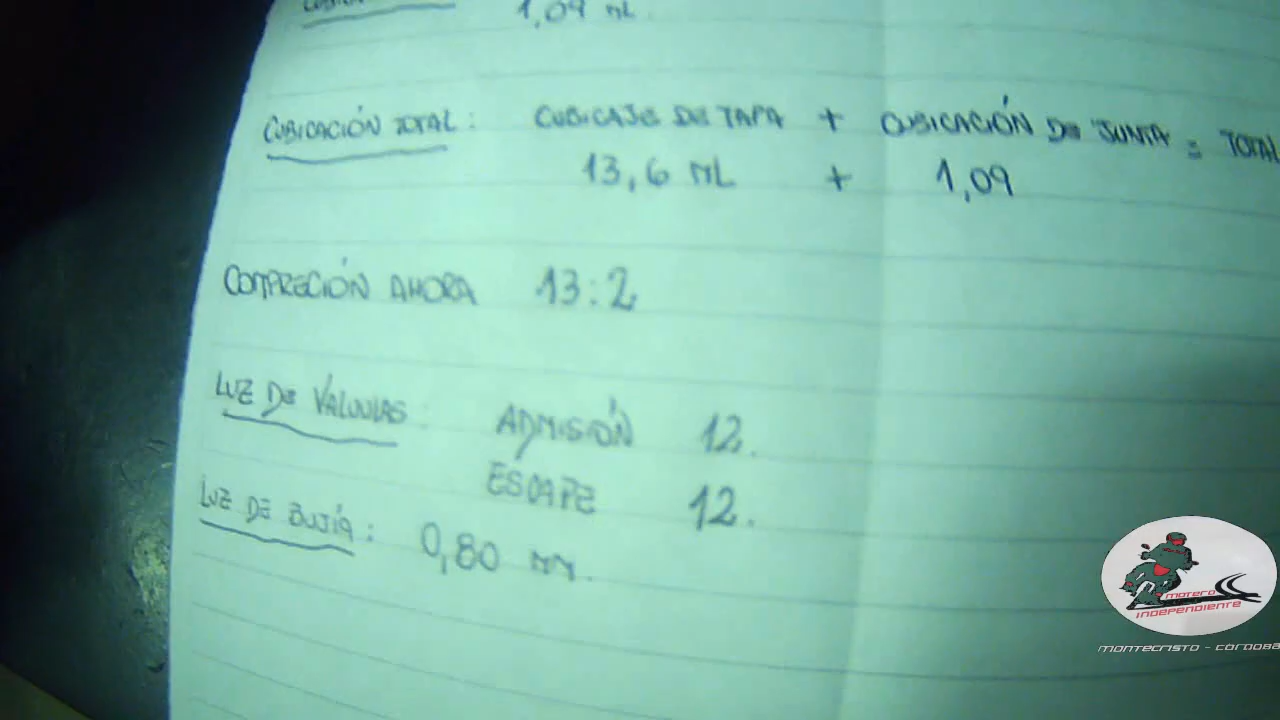 1,09 mL.
CUBICACIÓN TOTAL: CUBICAJE DE TAPA + CUBICACIÓN DE JUNTA = TOTAL
13,6 mL + 1,09
COMPRECIÓN AHORA 13:2
LUZ DE VALVULAS: ADMISIÓN 12.
ESCAPE 12.
LUZ DE BUJÍA: 0,80 mm.
MOTERO
INDEPENDIENTE
MONTECRISTO - CÓRDOBA